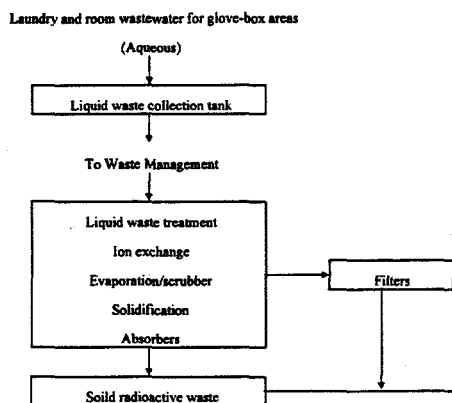 Laundry and room wastewater for glove-box areas
(Aqueous)
Liquid waste collection tank
To Waste Management
Liquid waste treatment
Ion exchange
Evaporation/scrubber
Filters
Solidification
Absorbers
Soild radioactive waste